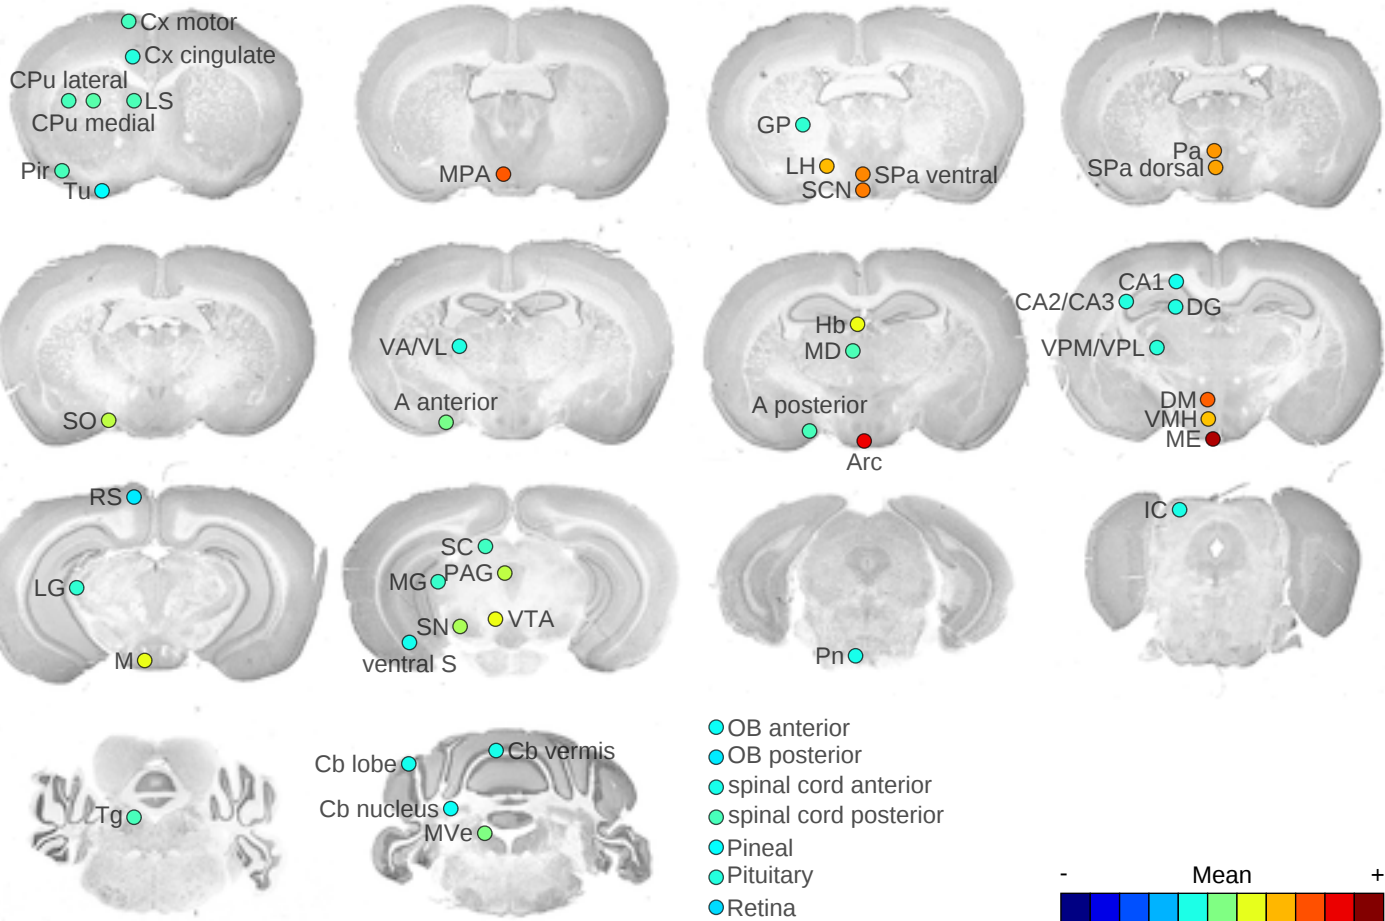 Cx motor
Cx cingulate
CPu lateral
LS
CPu medial
Pir
Tu
MPA
GP
LH
SPa ventral
SCN
Pa
SPa dorsal
SO
VA/VL
A anterior
Hb
MD
A posterior
Arc
CA1
CA2/CA3
DG
VPM/VPL
DM
VMH
ME
RS
LG
M
SC
MG
PAG
SN
VTA
ventral S
Pn
IC
Tg
Cb lobe
Cb vermis
Cb nucleus
MVe
OB anterior
OB posterior
spinal cord anterior
spinal cord posterior
Pineal
Pituitary
Retina
- Mean +